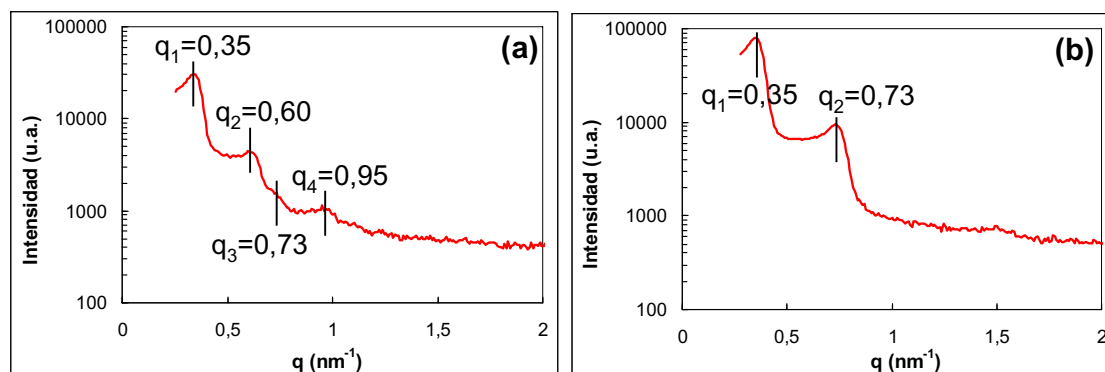 (a)
Intensidad (u.a.)
100000
10000
1000
100
q1=0,35
q2=0,60
q3=0,73
q4=0,95
0 0,5 1 1,5 2
q (nm-1)
(b)
Intensidad (u.a.)
100000
10000
1000
100
q1=0,35
q2=0,73
0 0,5 1 1,5 2
q (nm-1)